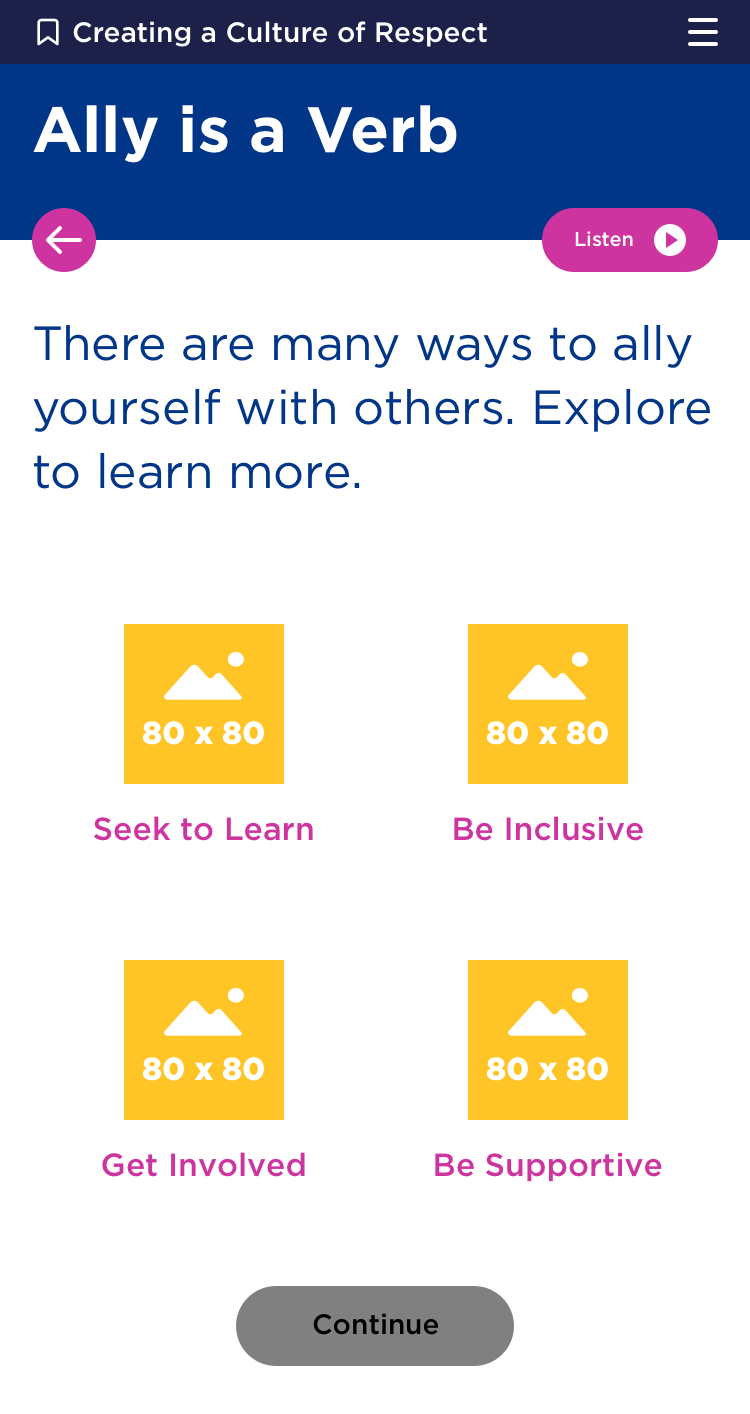 Creating a Culture of Respect
Ally is a Verb
Listen
There are many ways to ally
yourself with others. Explore
to learn more.
80 x 80
80 x 80
Seek to Learn
Be Inclusive
80 x 80
80 x 80
Get Involved
Be Supportive
Continue